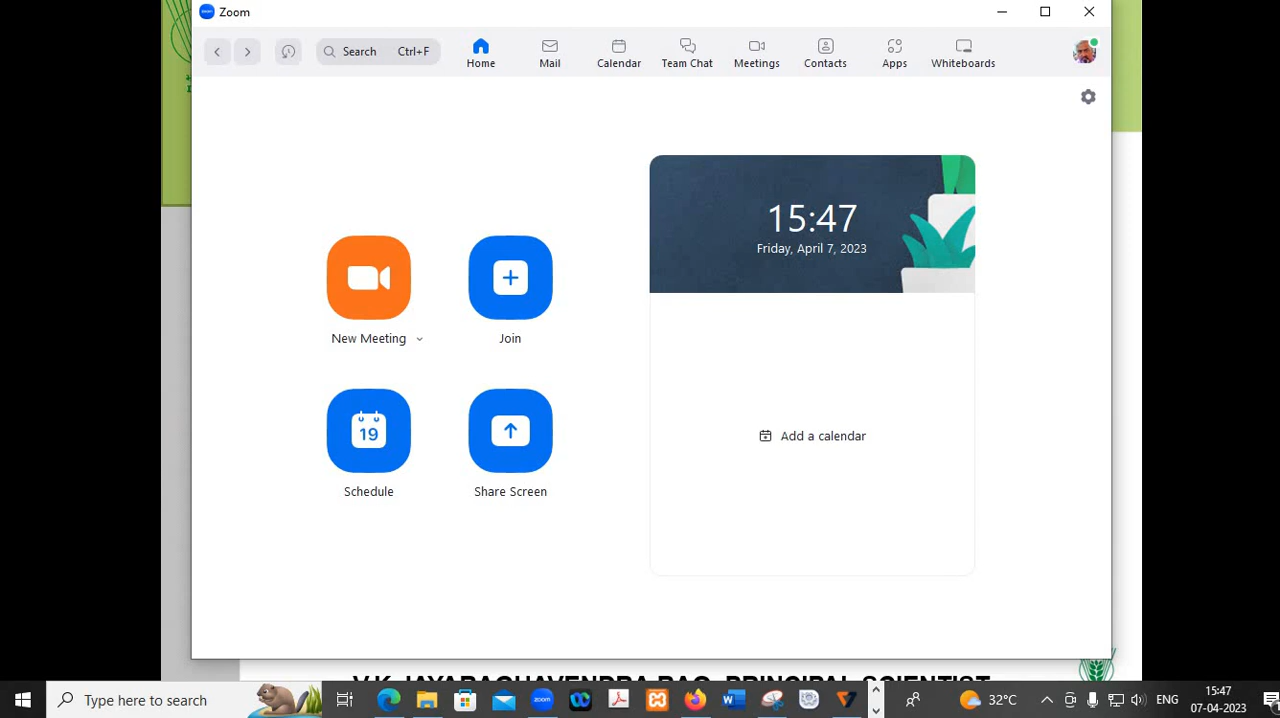 Zoom
Search Ctrl+F
Home
Mail
Calendar
Team Chat
Meetings
Contacts
Apps
Whiteboards
15:47
Friday, April 7, 2023
New Meeting
Join
Add a calendar
19
Schedule
Share Screen
Type here to search
32°C
ENG
15:47
07-04-2023